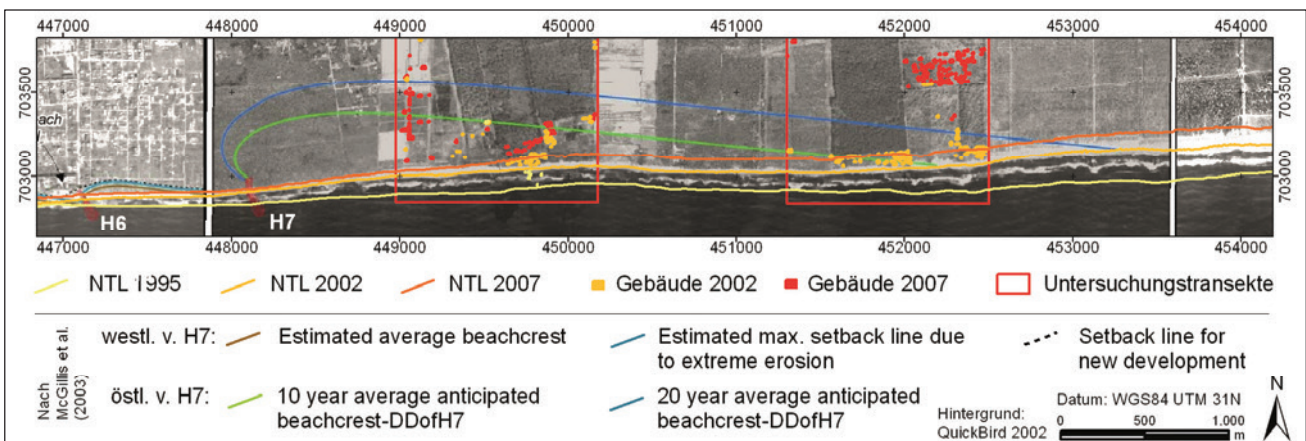 447000 448000 449000 450000 451000 452000 453000 454000
703500 703500
ach
703000 703000
H6 H7
447000 448000 449000 450000 451000 452000 453000 454000
NTL 1995 NTL 2002 NTL 2007 Gebäude 2002 Gebäude 2007 Untersuchungstransekte
Nach
McGillis et al.
(2003)
westl. v. H7: Estimated average beachcrest Estimated max. setback line due Setback line for
to extreme erosion new development
östl. v. H7: 10 year average anticipated 20 year average anticipated
beachcrest-DDofH7 beachcrest-DDofH7
Hintergrund:
QuickBird 2002
Datum: WGS84 UTM 31N
0 500 1.000
m
N